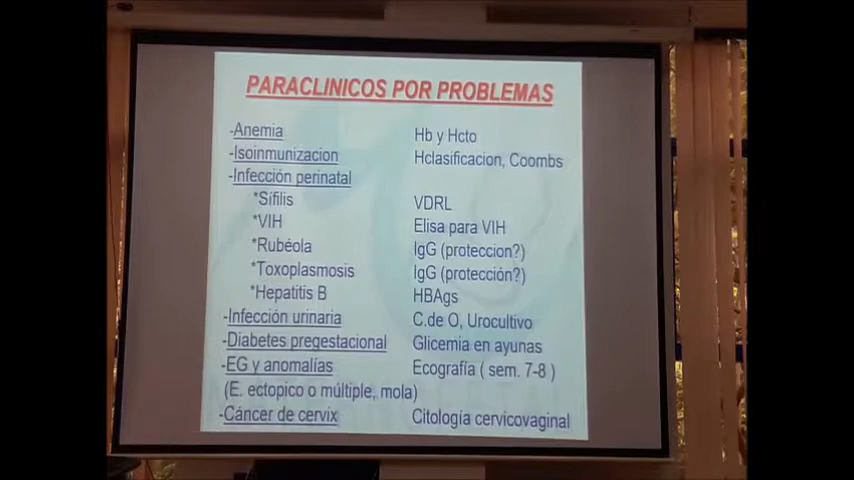 PARACLINICOS POR PROBLEMAS
-Anemia Hb y Hcto
-Isoinmunización Hclasificacion, Coombs
-Infección perinatal
*Sífilis VDRL
*VIH Elisa para VIH
*Rubéola IgG (proteccion?)
*Toxoplasmosis IgG (protección?)
*Hepatitis B HBAgs
-Infección urinaria C.de O, Urocultivo
-Diabetes pregestacional Glicemia en ayunas
-EG y anomalías Ecografía ( sem. 7-8 )
(E. ectopico o múltiple, mola)
-Cáncer de cervix Citología cervicovaginal